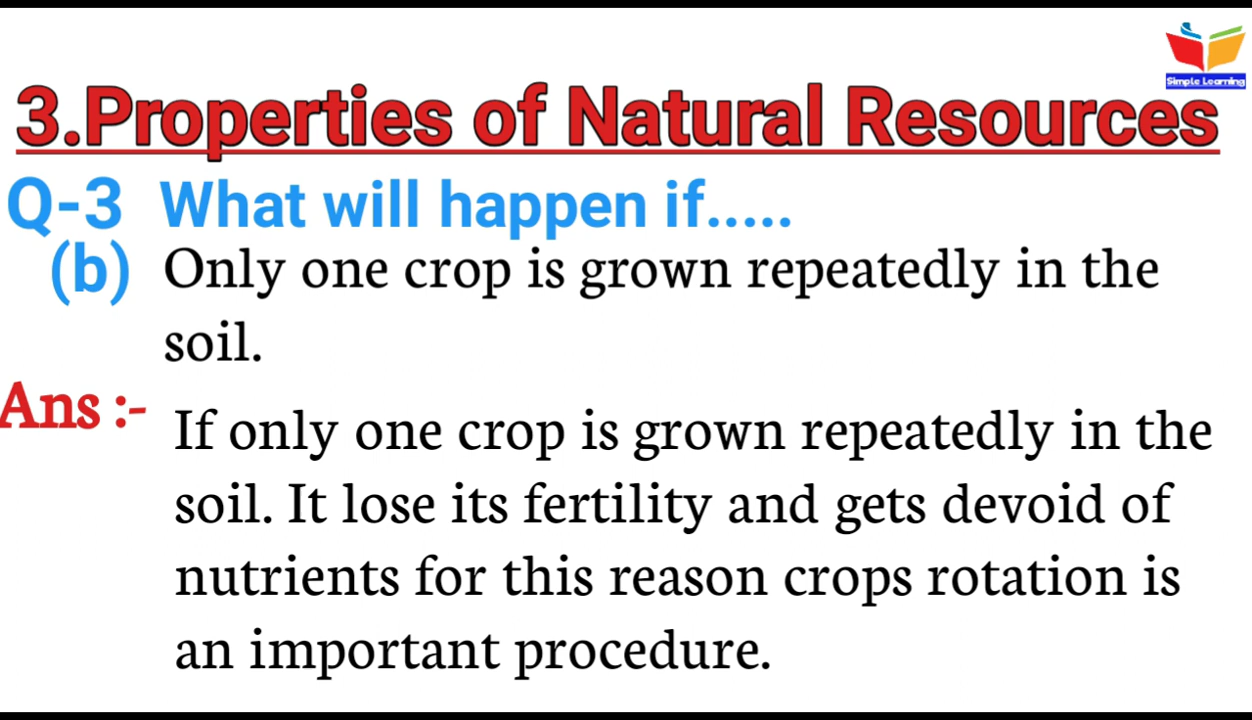 Simple Learning
3.Properties of Natural Resources
Q-3 What will happen if.....
(b) Only one crop is grown repeatedly in the
soil.
Ans :- If only one crop is grown repeatedly in the
soil. It lose its fertility and gets devoid of
nutrients for this reason crops rotation is
an important procedure.